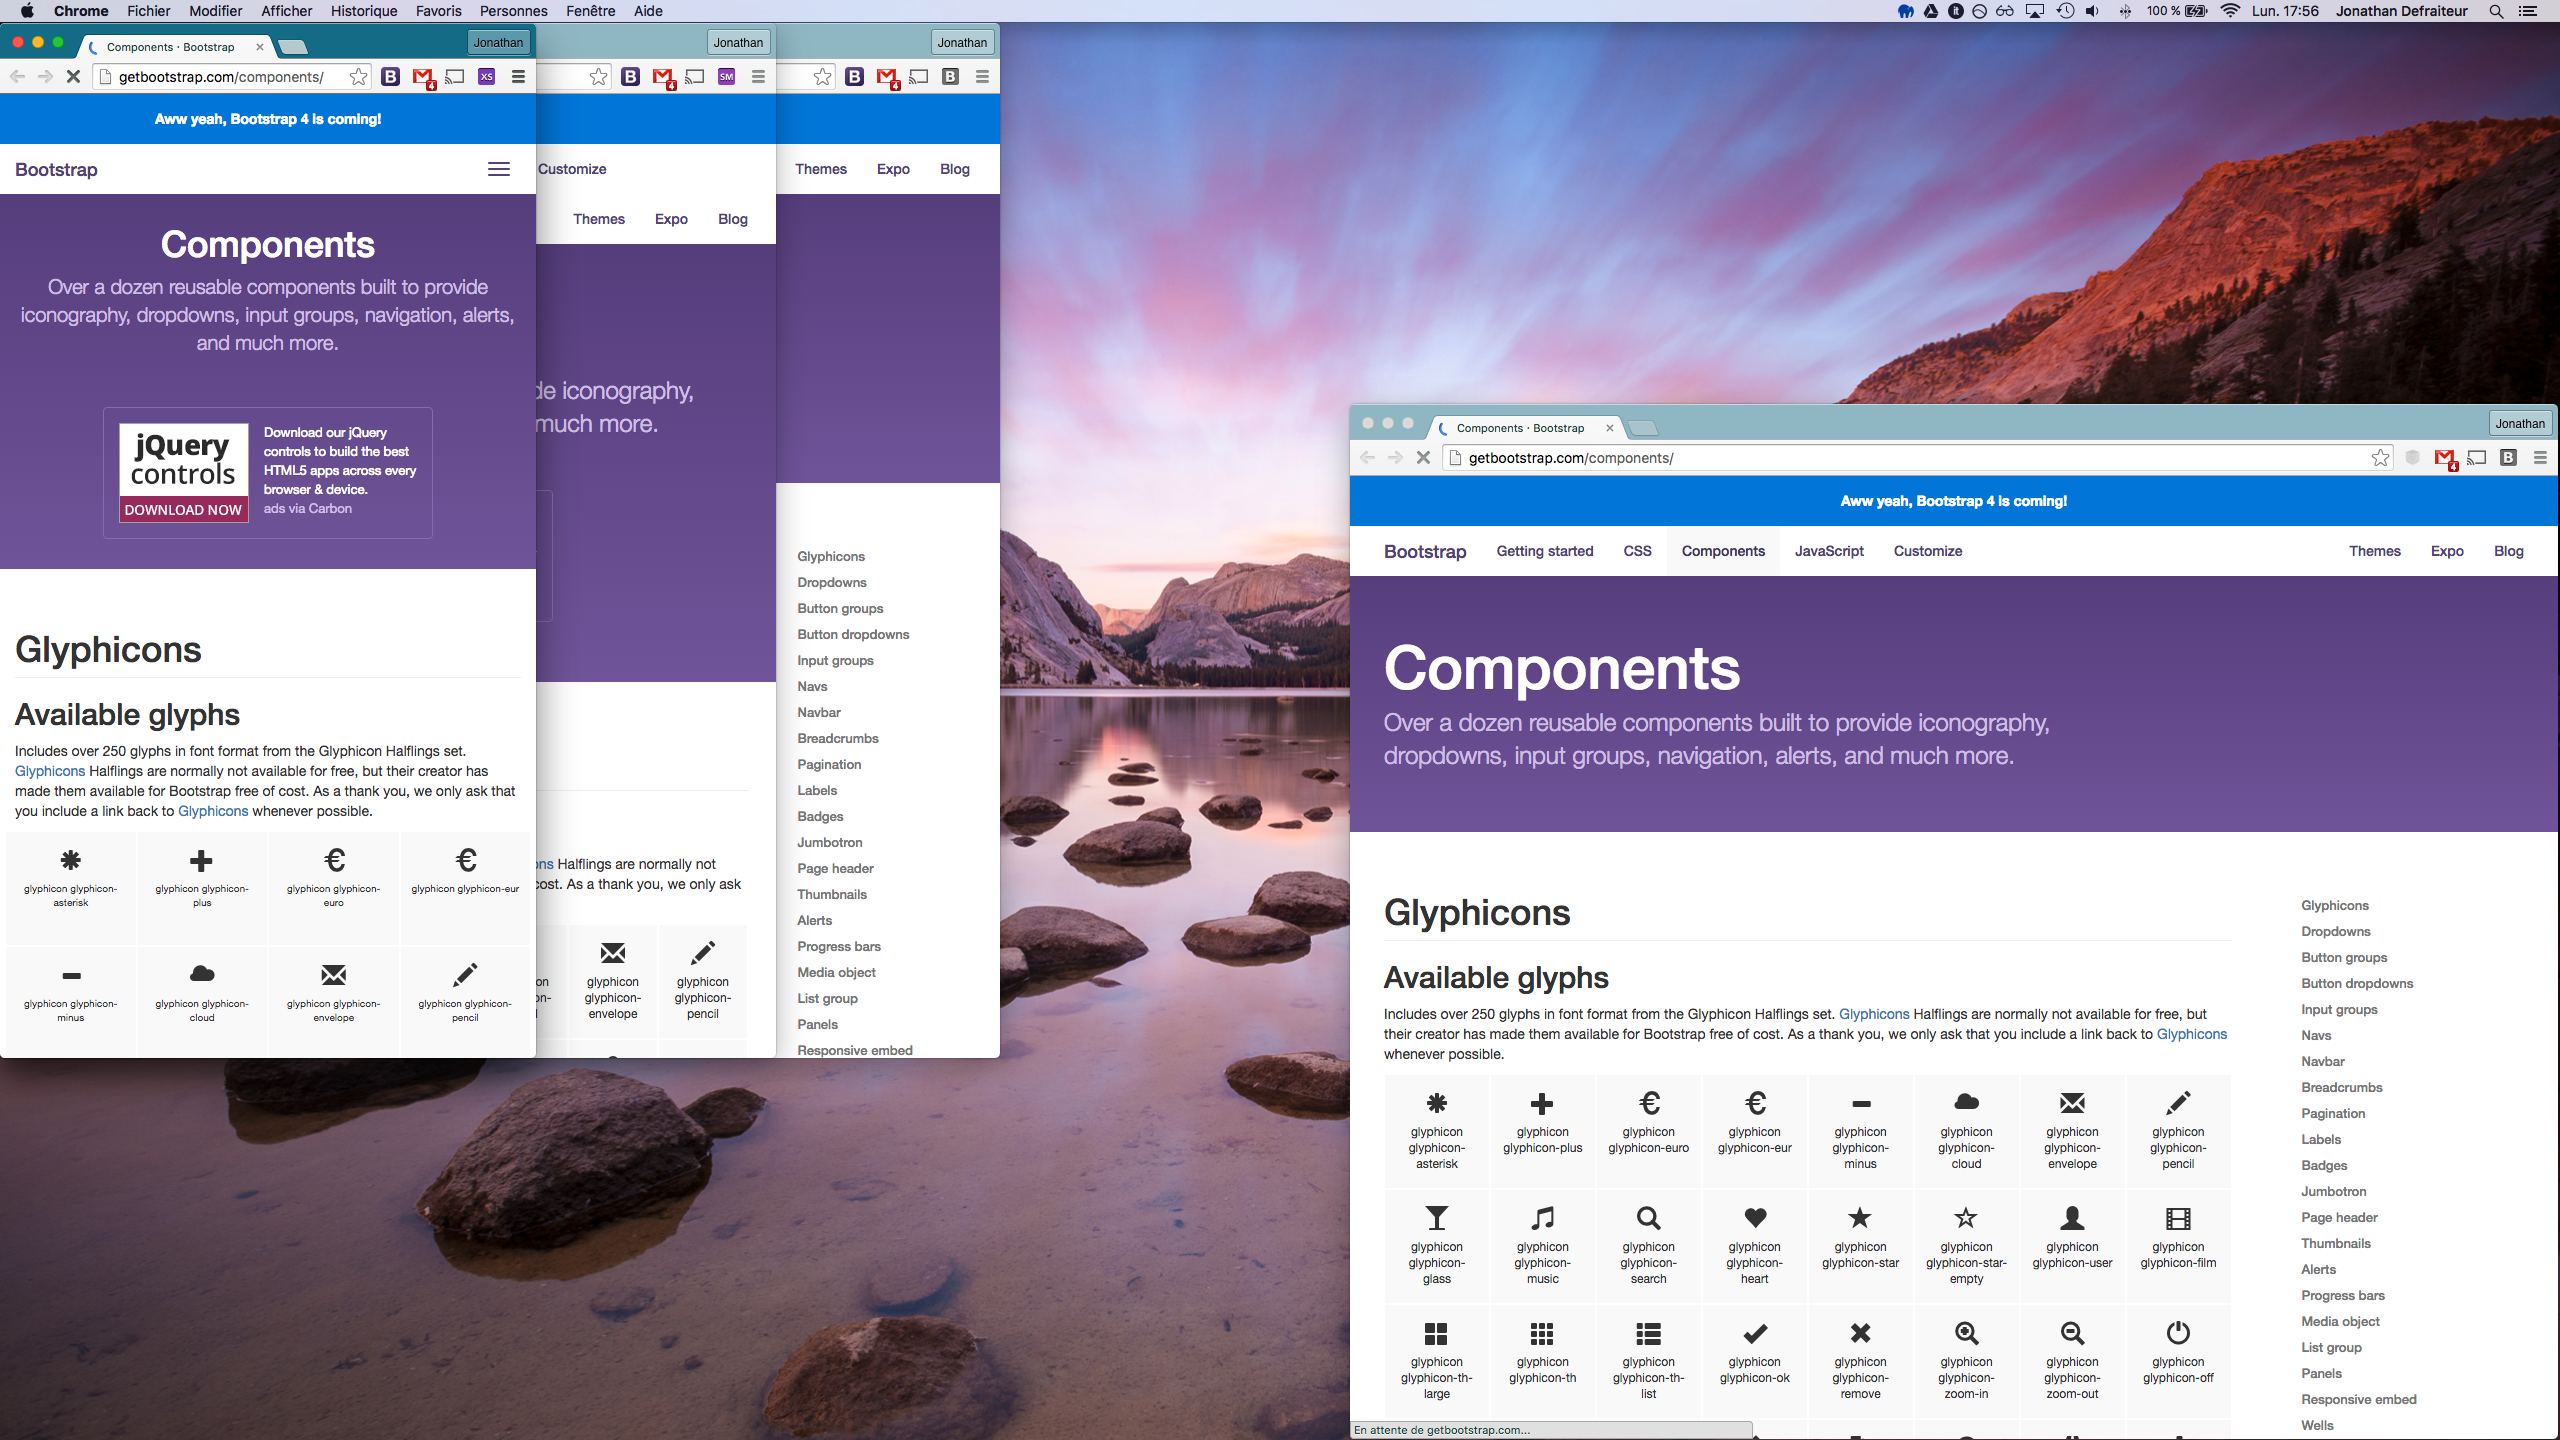 Chrome Fichier Modifier Afficher Historique Favoris Personnes Fenêtre Aide
100 % Lun. 17:56 Jonathan Defraiteur
Components · Bootstrap Jonathan
getbootstrap.com/components/ B 4 XS
Aww yeah, Bootstrap 4 is coming!
Bootstrap
Components
Over a dozen reusable components built to provide
iconography, dropdowns, input groups, navigation, alerts,
and much more.
jQuery
controls
DOWNLOAD NOW
Download our jQuery
controls to build the best
HTML5 apps across every
browser & device.
ads via Carbon
Glyphicons
Available glyphs
Includes over 250 glyphs in font format from the Glyphicon Halflings set.
Glyphicons Halflings are normally not available for free, but their creator has
made them available for Bootstrap free of cost. As a thank you, we only ask that
you include a link back to Glyphicons whenever possible.
glyphicon glyphicon-
asterisk
glyphicon glyphicon-
plus
glyphicon glyphicon-
euro
glyphicon glyphicon-eur
glyphicon glyphicon-
minus
glyphicon glyphicon-
cloud
glyphicon glyphicon-
envelope
glyphicon glyphicon-
pencil
Jonathan
B 4 SM
Customize
Themes Expo Blog
de iconography,
much more.
Halflings are normally not
cost. As a thank you, we only ask
glyphicon
glyphicon-
envelope
glyphicon
glyphicon-
pencil
Jonathan
B 4 B
Themes Expo Blog
Glyphicons
Dropdowns
Button groups
Button dropdowns
Input groups
Navs
Navbar
Breadcrumbs
Pagination
Labels
Badges
Jumbotron
Page header
Thumbnails
Alerts
Progress bars
Media object
List group
Panels
Responsive embed
Components · Bootstrap Jonathan
getbootstrap.com/components/ 4 B
Aww yeah, Bootstrap 4 is coming!
Bootstrap Getting started CSS Components JavaScript Customize Themes Expo Blog
Components
Over a dozen reusable components built to provide iconography,
dropdowns, input groups, navigation, alerts, and much more.
Glyphicons
Available glyphs
Includes over 250 glyphs in font format from the Glyphicon Halflings set. Glyphicons Halflings are normally not available for free, but
their creator has made them available for Bootstrap free of cost. As a thank you, we only ask that you include a link back to Glyphicons
whenever possible.
glyphicon
glyphicon-
asterisk
glyphicon
glyphicon-plus
glyphicon
glyphicon-euro
glyphicon
glyphicon-eur
glyphicon
glyphicon-
minus
glyphicon
glyphicon-
cloud
glyphicon
glyphicon-
envelope
glyphicon
glyphicon-
pencil
glyphicon
glyphicon-
glass
glyphicon
glyphicon-
music
glyphicon
glyphicon-
search
glyphicon
glyphicon-
heart
glyphicon
glyphicon-star
glyphicon
glyphicon-star-
empty
glyphicon
glyphicon-user
glyphicon
glyphicon-film
glyphicon
glyphicon-th-
large
glyphicon
glyphicon-th
glyphicon
glyphicon-th-
list
glyphicon
glyphicon-ok
glyphicon
glyphicon-
remove
glyphicon
glyphicon-
zoom-in
glyphicon
glyphicon-
zoom-out
glyphicon
glyphicon-off
Glyphicons
Dropdowns
Button groups
Button dropdowns
Input groups
Navs
Navbar
Breadcrumbs
Pagination
Labels
Badges
Jumbotron
Page header
Thumbnails
Alerts
Progress bars
Media object
List group
Panels
Responsive embed
Wells
En attente de getbootstrap.com...